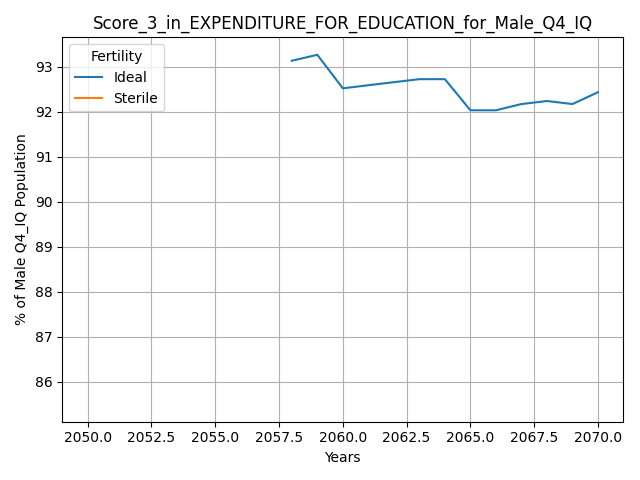 Score_3_in_EXPENDITURE_FOR_EDUCATION_for_Male_Q4_IQ
Fertility
Ideal
Sterile
% of Male Q4_IQ Population
93
92
91
90
89
88
87
86
2050.0 2052.5 2055.0 2057.5 2060.0 2062.5 2065.0 2067.5 2070.0
Years